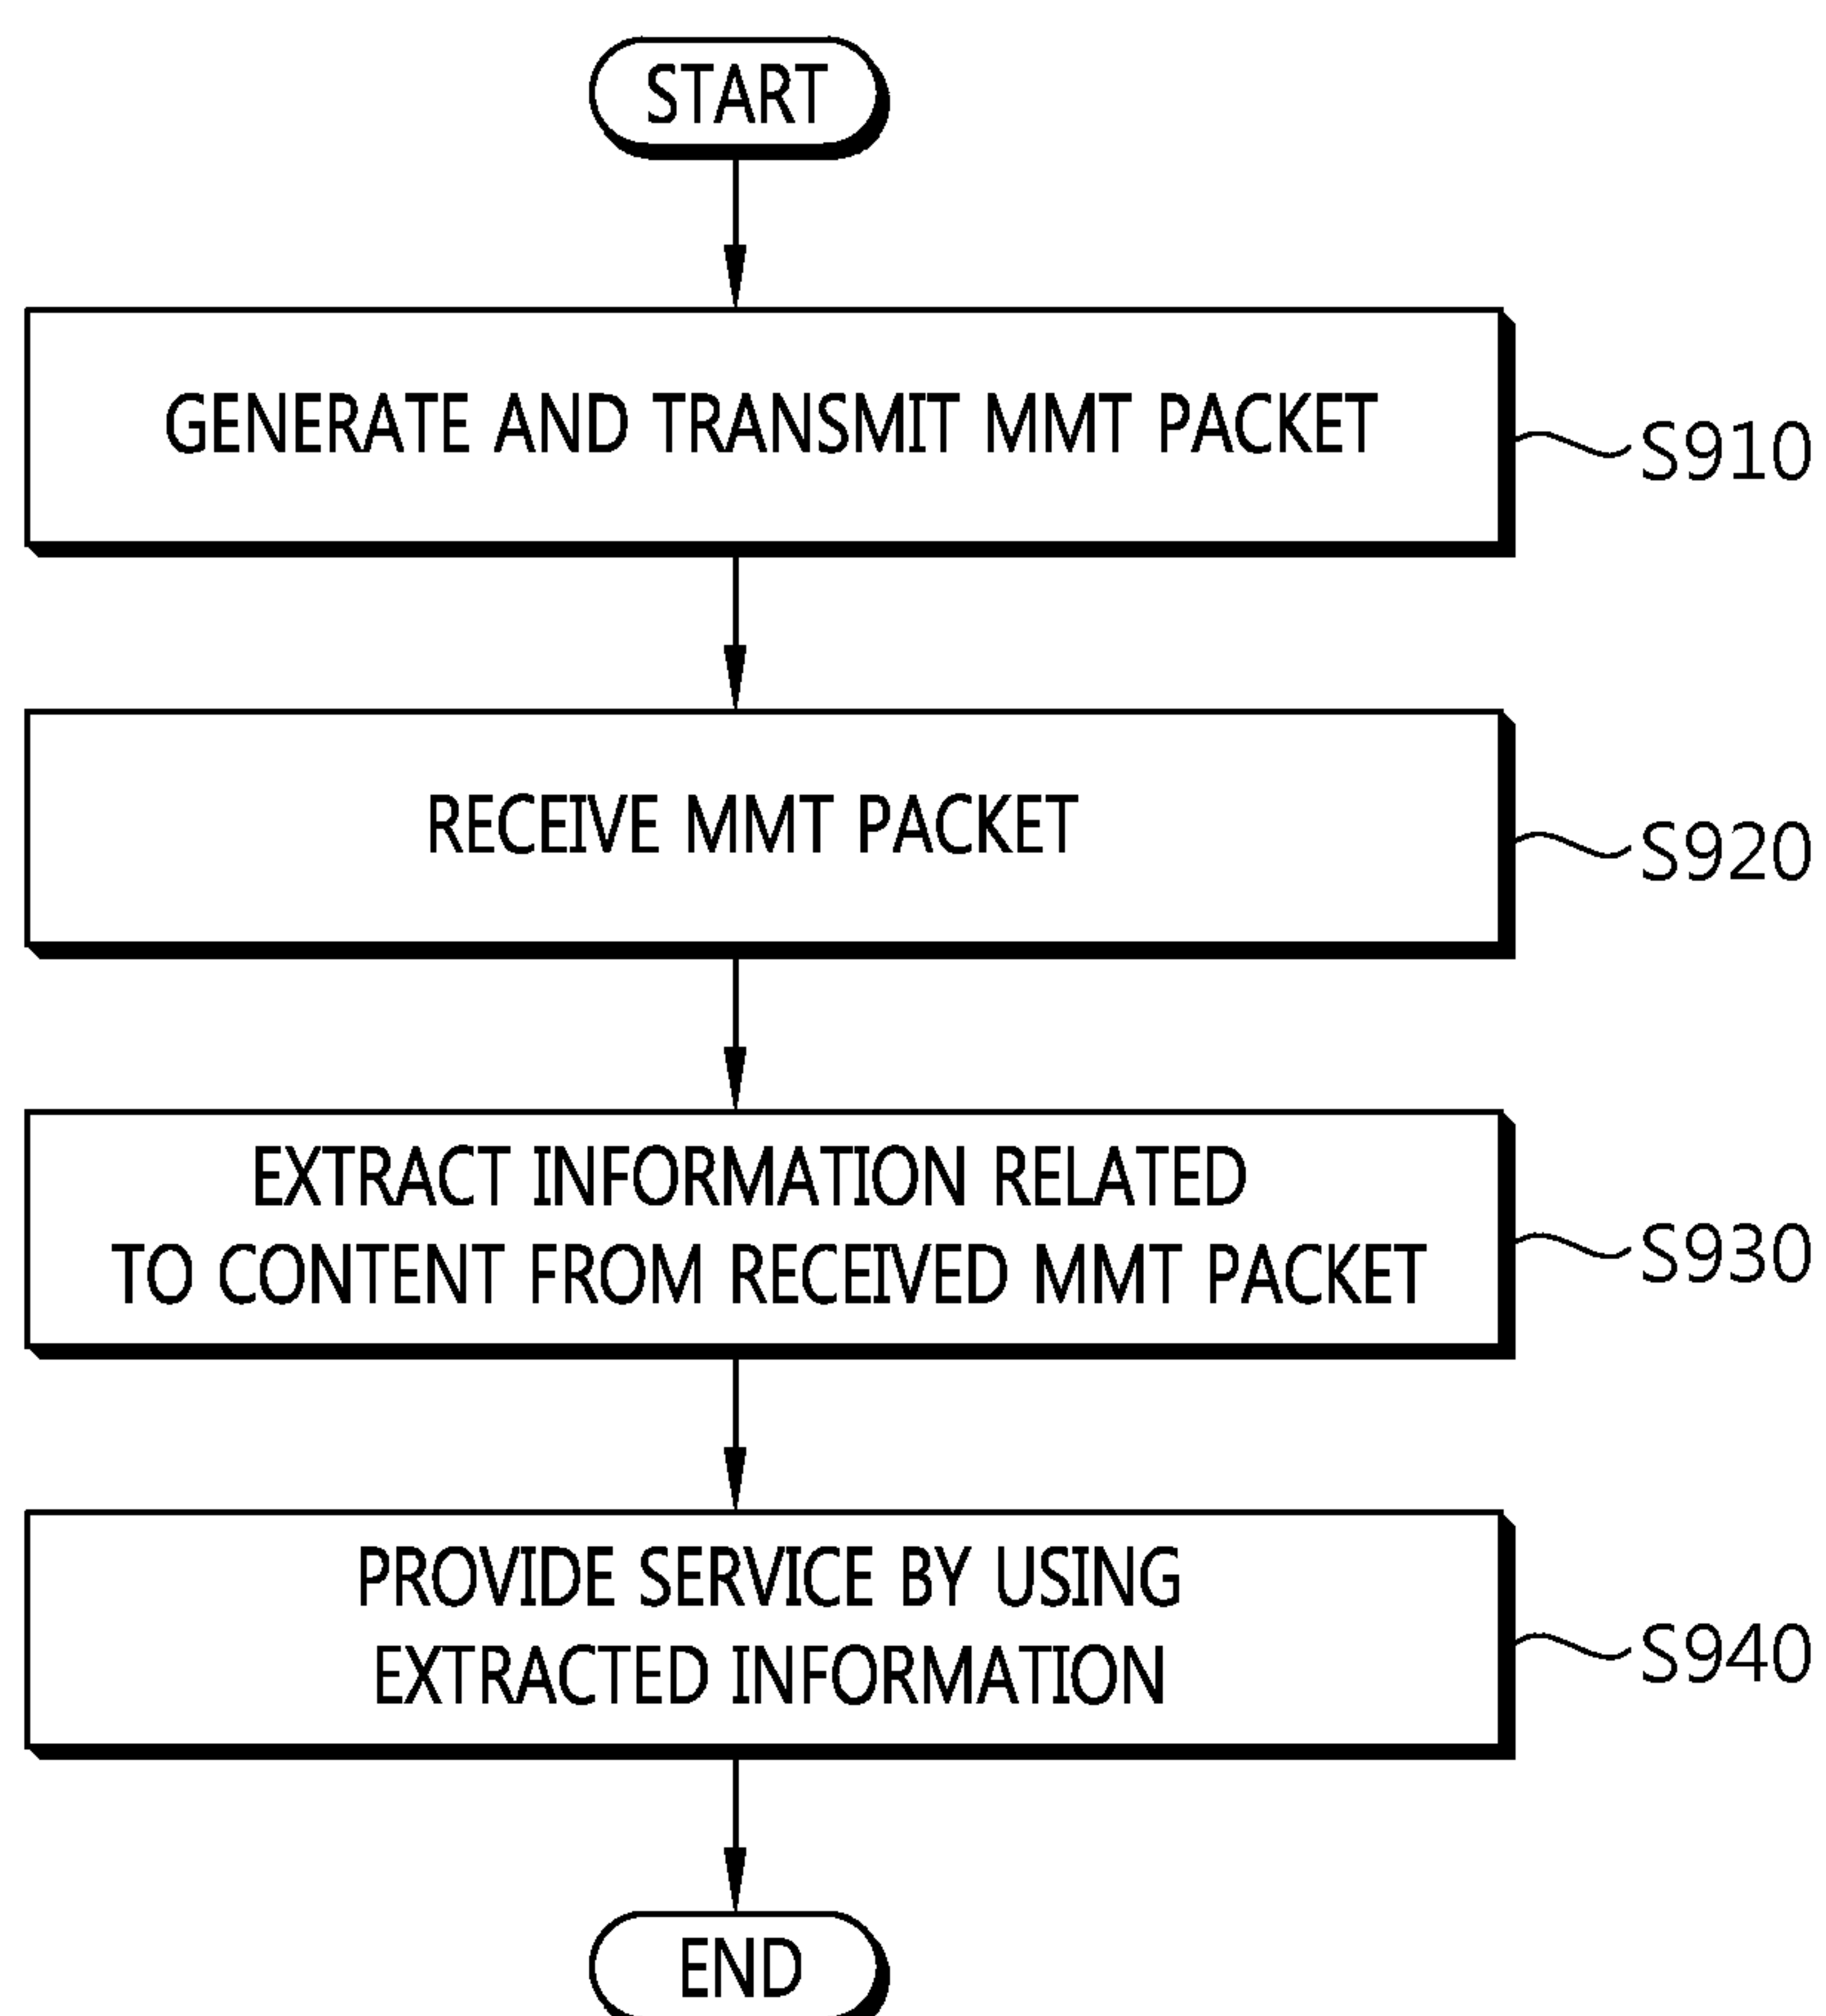 START
GENERATE AND TRANSMIT MMT PACKET
S910
RECEIVE MMT PACKET
S920
EXTRACT INFORMATION RELATED
TO CONTENT FROM RECEIVED MMT PACKET
S930
PROVIDE SERVICE BY USING
EXTRACTED INFORMATION
S940
END